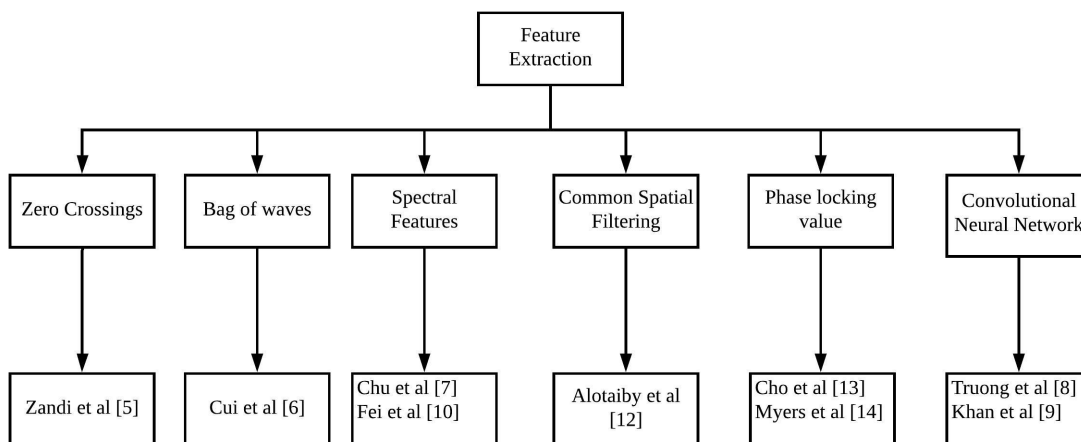 Feature
Extraction
Zero Crossings
Bag of waves
Spectral
Features
Common Spatial
Filtering
Phase locking
value
Convolutional
Neural Network
Zandi et al [5]
Cui et al [6]
Chu et al [7]
Fei et al [10]
Alotaiby et al
[12]
Cho et al [13]
Myers et al [14]
Truong et al [8]
Khan et al [9]